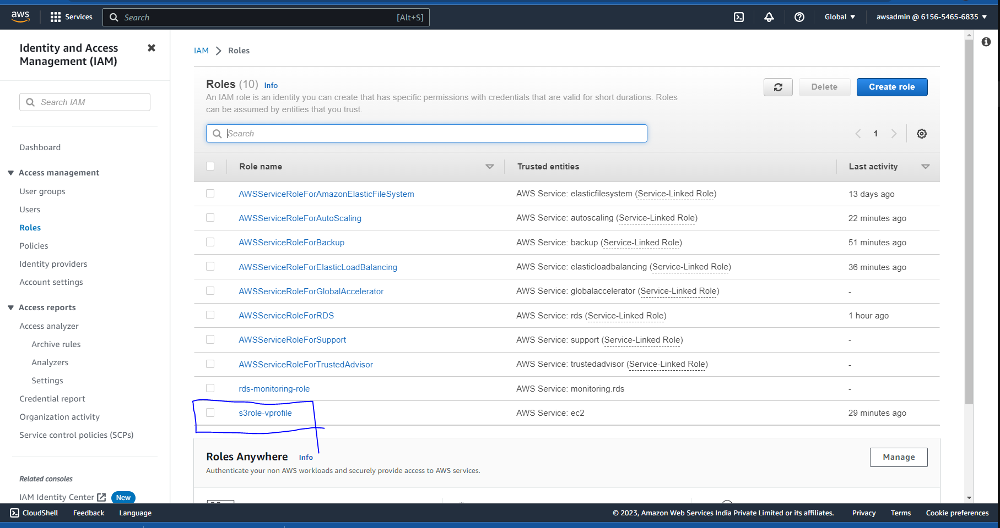 aws
Services
Search
[Alt+S]
Global
awsadmin @ 6156-5465-6835
Identity and Access
Management (IAM)
Search IAM
Dashboard
Access management
User groups
Users
Roles
Policies
Identity providers
Account settings
Access reports
Access analyzer
Archive rules
Analyzers
Settings
Credential report
Organization activity
Service control policies (SCPs)
Related consoles
IAM Identity Center New
IAM > Roles
Roles (10) Info
An IAM role is an identity you can create that has specific permissions with credentials that are valid for short durations. Roles
can be assumed by entities that you trust.
Delete
Create role
Search
1
Role name Trusted entities Last activity
AWSServiceRoleForAmazonElasticFileSystem AWS Service: elasticfilesystem (Service-Linked Role) 13 days ago
AWSServiceRoleForAutoScaling AWS Service: autoscaling (Service-Linked Role) 22 minutes ago
AWSServiceRoleForBackup AWS Service: backup (Service-Linked Role) 51 minutes ago
AWSServiceRoleForElasticLoadBalancing AWS Service: elasticloadbalancing (Service-Linked Role) 36 minutes ago
AWSServiceRoleForGlobalAccelerator AWS Service: globalaccelerator (Service-Linked Role) -
AWSServiceRoleForRDS AWS Service: rds (Service-Linked Role) 1 hour ago
AWSServiceRoleForSupport AWS Service: support (Service-Linked Role) -
AWSServiceRoleForTrustedAdvisor AWS Service: trustedadvisor (Service-Linked Role) -
rds-monitoring-role AWS Service: monitoring.rds -
s3role-vprofile AWS Service: ec2 29 minutes ago
Roles Anywhere Info
Authenticate your non AWS workloads and securely provide access to AWS services.
Manage
CloudShell Feedback Language
© 2023, Amazon Web Services India Private Limited or its affiliates. Privacy Terms Cookie preferences